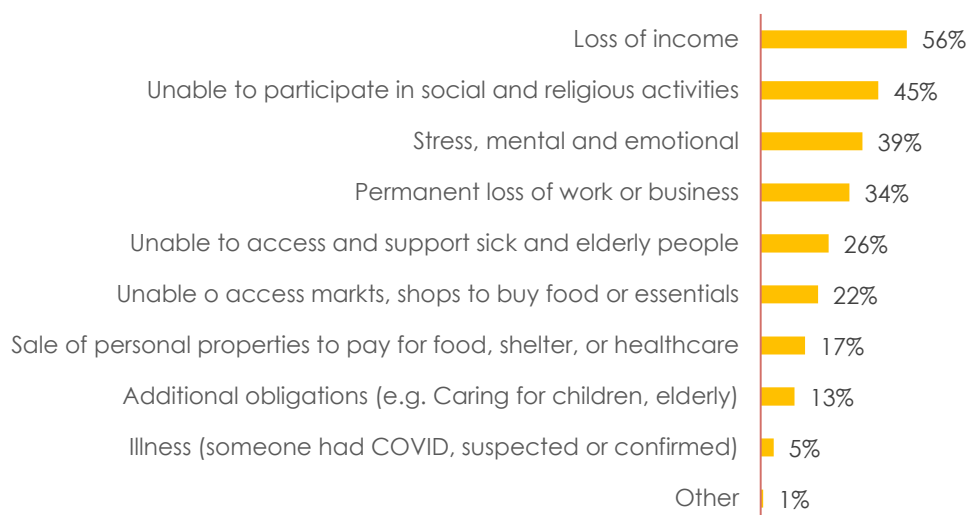 Loss of income 56%
Unable to participate in social and religious activities 45%
Stress, mental and emotional 39%
Permanent loss of work or business 34%
Unable to access and support sick and elderly people 26%
Unable o access markts, shops to buy food or essentials 22%
Sale of personal properties to pay for food, shelter, or healthcare 17%
Additional obligations (e.g. Caring for children, elderly) 13%
Illness (someone had COVID, suspected or confirmed) 5%
Other 1%